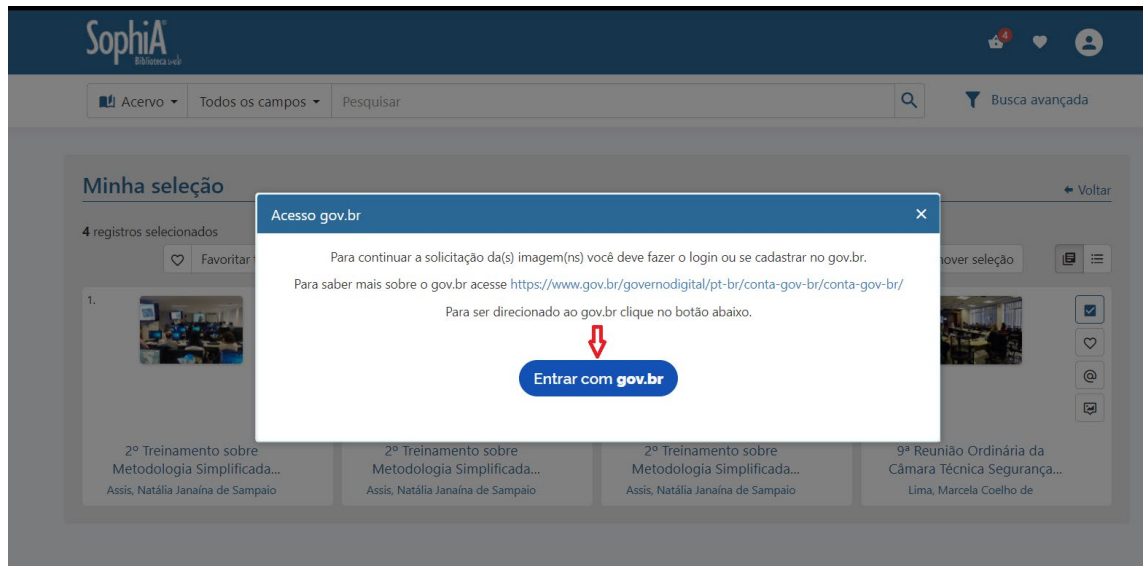 SophiA
Biblioteca web
4
Acervo
Todos os campos
Pesquisar
Busca avançada
Minha seleção
Voltar
4 registros selecionados
Favoritar
mover seleção
Acesso gov.br
Para continuar a solicitação da(s) imagem(ns) você deve fazer o login ou se cadastrar no gov.br.
Para saber mais sobre o gov.br acesse https://www.gov.br/governodigital/pt-br/conta-gov-br/conta-gov-br/
Para ser direcionado ao gov.br clique no botão abaixo.
Entrar com gov.br
1.
2º Treinamento sobre
Metodologia Simplificada...
Assis, Natália Janaína de Sampaio
2º Treinamento sobre
Metodologia Simplificada...
Assis, Natália Janaína de Sampaio
2º Treinamento sobre
Metodologia Simplificada...
Assis, Natália Janaína de Sampaio
9ª Reunião Ordinária da
Câmara Técnica Segurança...
Lima, Marcela Coelho de